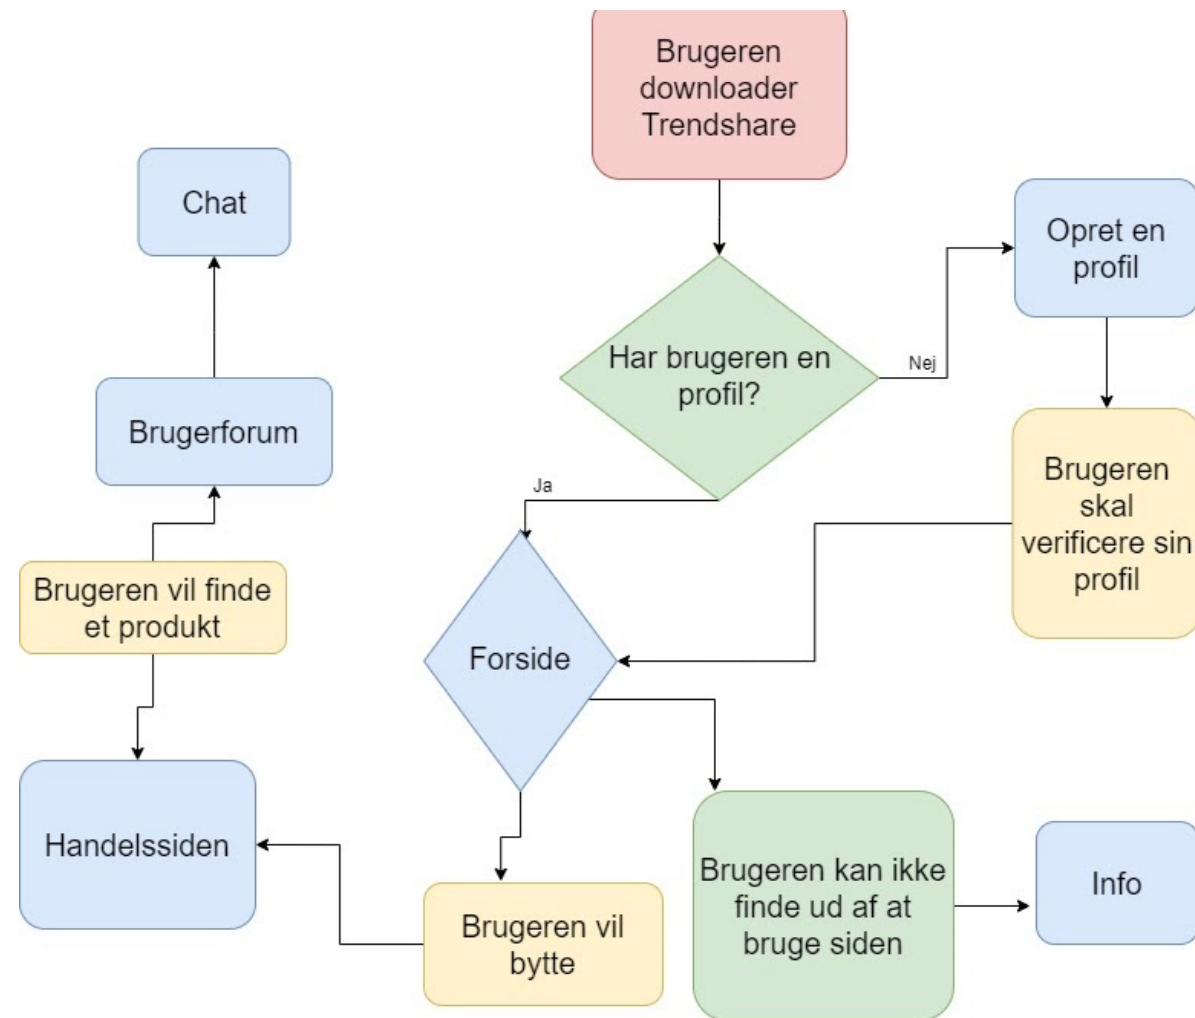 Brugeren
downloader
Trendshare
Chat
Opret en
profil
Har brugeren en
profil?
Nej
Brugerforum
Brugeren
skal
verificere sin
profil
Ja
Brugeren vil finde
et produkt
Forside
Handelssiden
Brugeren kan ikke
finde ud af at
bruge siden
Info
Brugeren vil
bytte